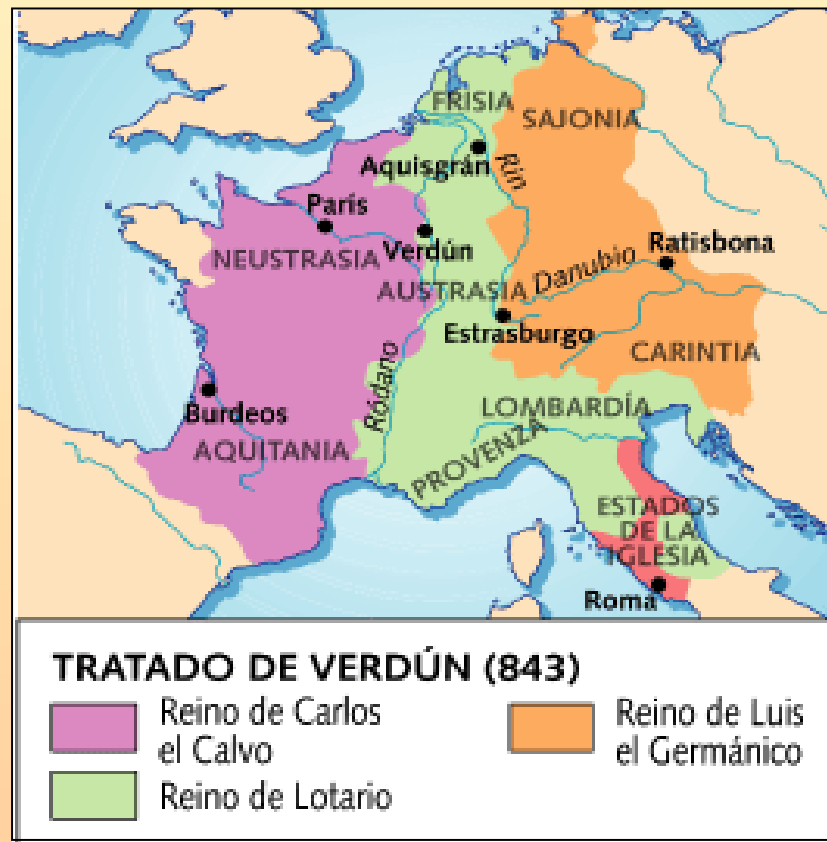 FRISIA
SAJONIA
Aquisgrán
Rin
París
Verdún
Ratisbona
NEUSTRASIA
Danubio
AUSTRASIA
Estrasburgo
CARINTIA
Ródano
Burdeos
LOMBARDÍA
AQUITANIA
PROVENZA
ESTADOS
DE LA
IGLESIA
Roma
TRATADO DE VERDÚN (843)
Reino de Carlos
el Calvo
Reino de Lotario
Reino de Luis
el Germánico